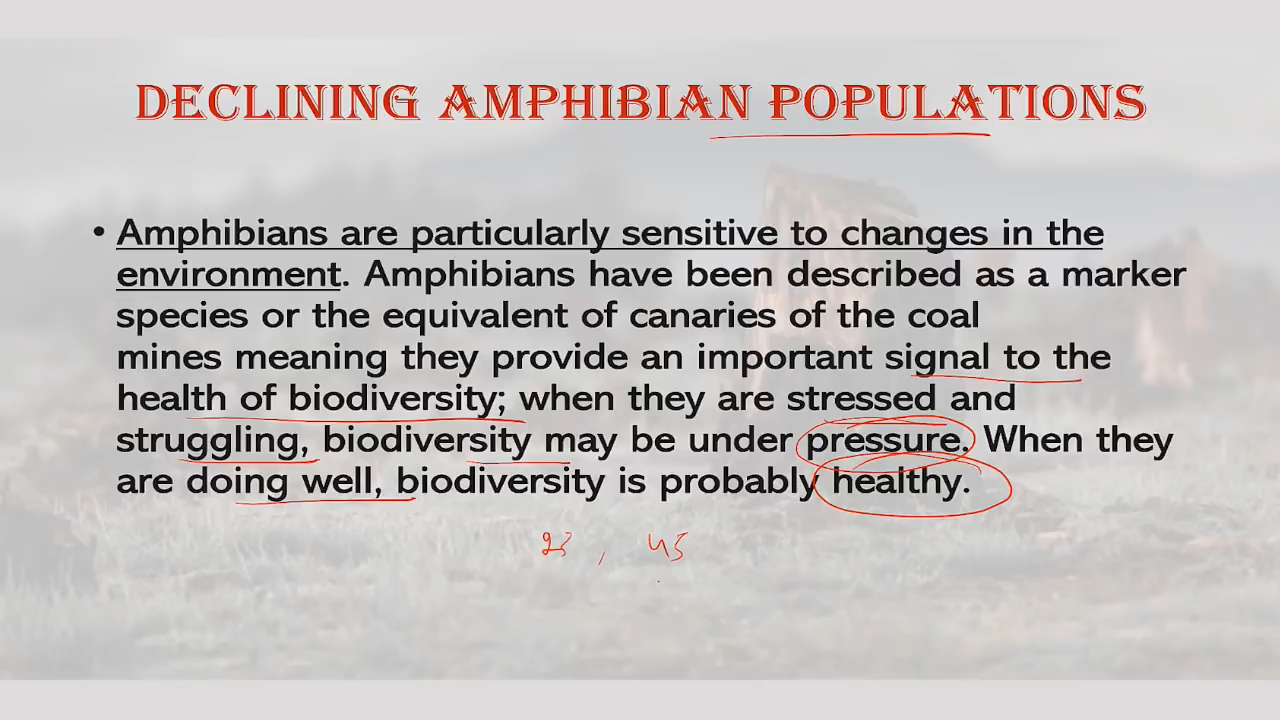 DECLINING AMPHIBIAN POPULATIONS
• Amphibians are particularly sensitive to changes in the
environment. Amphibians have been described as a marker
species or the equivalent of canaries of the coal
mines meaning they provide an important signal to the
health of biodiversity; when they are stressed and
struggling, biodiversity may be under pressure. When they
are doing well, biodiversity is probably healthy.
23, 45